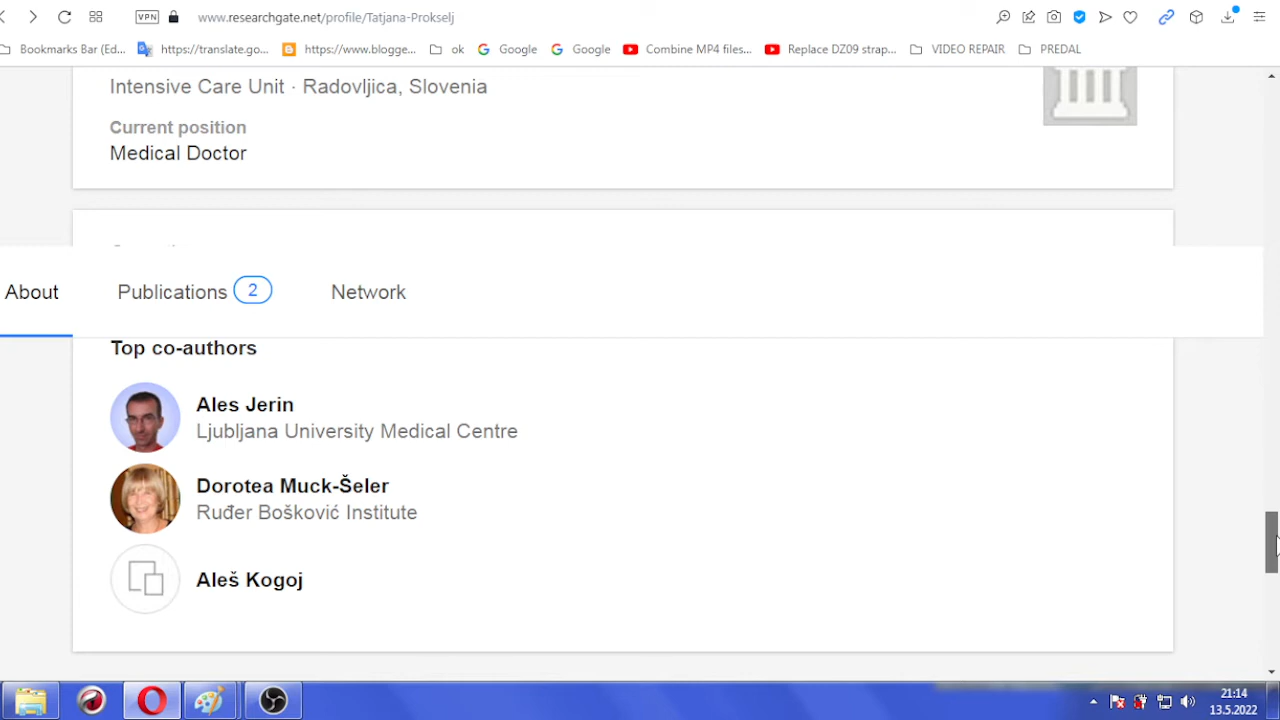 VPN
www.researchgate.net/profile/Tatjana-Prokselj
Bookmarks Bar (Ed...
https://translate.go...
https://www.blogge...
ok
Google
Google
Combine MP4 files...
Replace DZ09 strap...
VIDEO REPAIR
PREDAL
Intensive Care Unit · Radovljica, Slovenia
Current position
Medical Doctor
About
Publications 2
Network
Top co-authors
Ales Jerin
Ljubljana University Medical Centre
Dorotea Muck-Šeler
Ruđer Bošković Institute
Aleš Kogoj
21:14
13.5.2022